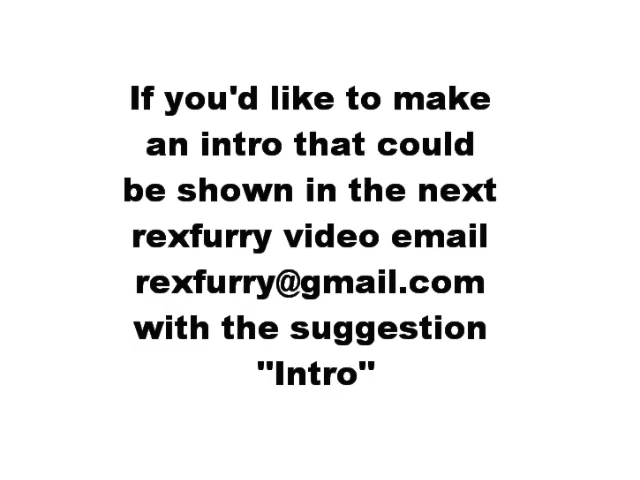 If you'd like to make
an intro that could
be shown in the next
rexfurry video email
rexfurry@gmail.com
with the suggestion
"Intro"